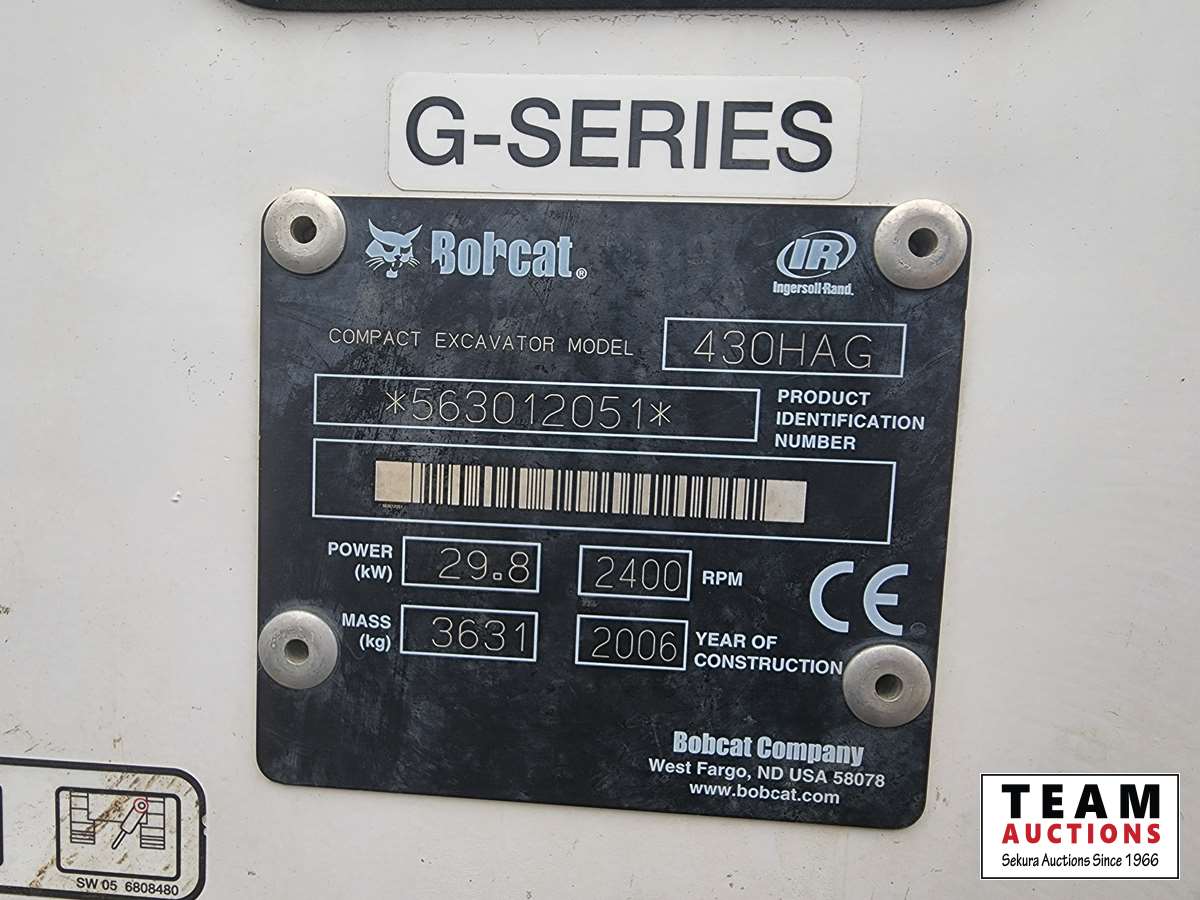 G-SERIES
Bobcat®
IR
Ingersoll-Rand.
COMPACT EXCAVATOR MODEL 430HAG
*563012051*
PRODUCT
IDENTIFICATION
NUMBER
POWER
(kW)
29.8
2400
RPM
MASS
(kg)
3631
2006
YEAR OF
CONSTRUCTION
CE
Bobcat Company
West Fargo, ND USA 58078
www.bobcat.com
SW 05 6808480
TEAM
AUCTIONS
Sekura Auctions Since 1966